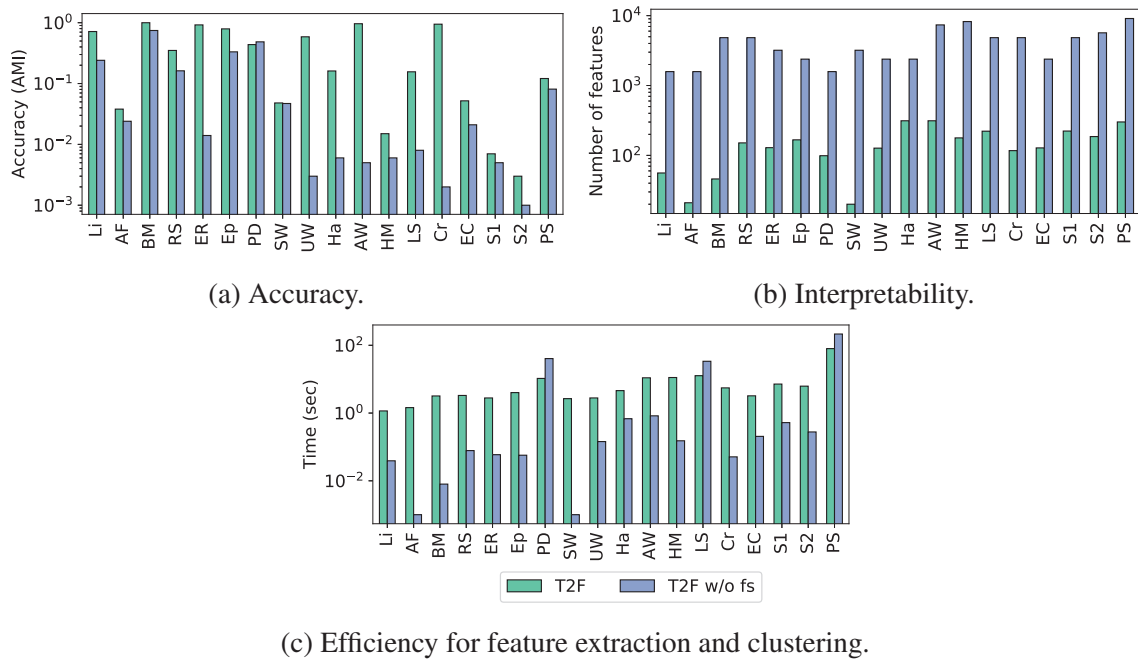 Accuracy (AMI)
10⁰
10⁻¹
10⁻²
10⁻³
Li AF BM RS ER Ep PD SW UW Ha AW HM LS Cr EC S1 S2 PS
(a) Accuracy.
Number of features
10⁴
10³
10²
Li AF BM RS ER Ep PD SW UW Ha AW HM LS Cr EC S1 S2 PS
(b) Interpretability.
Time (sec)
10²
10⁰
10⁻²
Li AF BM RS ER Ep PD SW UW Ha AW HM LS Cr EC S1 S2 PS
T2F T2F w/o fs
(c) Efficiency for feature extraction and clustering.